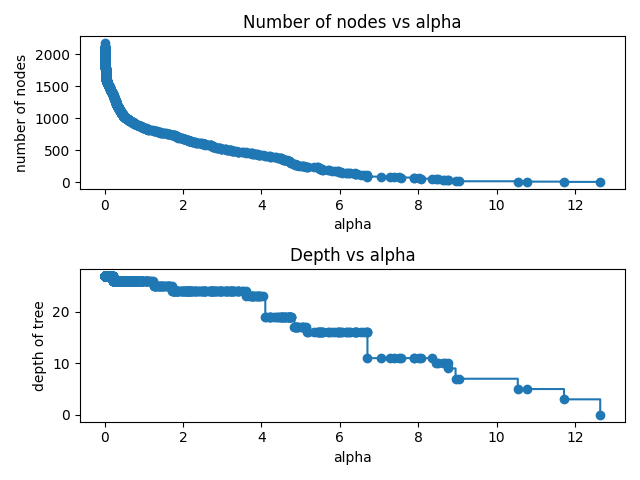 Number of nodes vs alpha
number of nodes
2000
1500
1000
500
0
0 2 4 6 8 10 12
alpha
Depth vs alpha
depth of tree
20
10
0
0 2 4 6 8 10 12
alpha